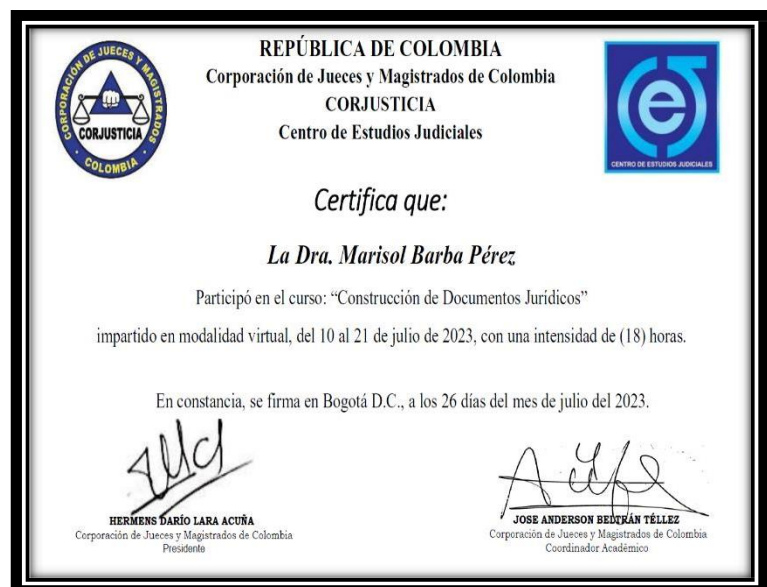 REPÚBLICA DE COLOMBIA
Corporación de Jueces y Magistrados de Colombia
CORJUSTICIA
Centro de Estudios Judiciales
CORPORACIÓN DE JUECES Y MAGISTRADOS
CORJUSTICIA
COLOMBIA
CENTRO DE ESTUDIOS JUDICIALES
Certifica que:
La Dra. Marisol Barba Pérez
Participó en el curso: “Construcción de Documentos Jurídicos”
impartido en modalidad virtual, del 10 al 21 de julio de 2023, con una intensidad de (18) horas.
En constancia, se firma en Bogotá D.C., a los 26 días del mes de julio del 2023.
HERMENS DARÍO LARA ACUÑA
Corporación de Jueces y Magistrados de Colombia
Presidente
JOSE ANDERSON BELTRÁN TÉLLEZ
Corporación de Jueces y Magistrados de Colombia
Coordinador Académico